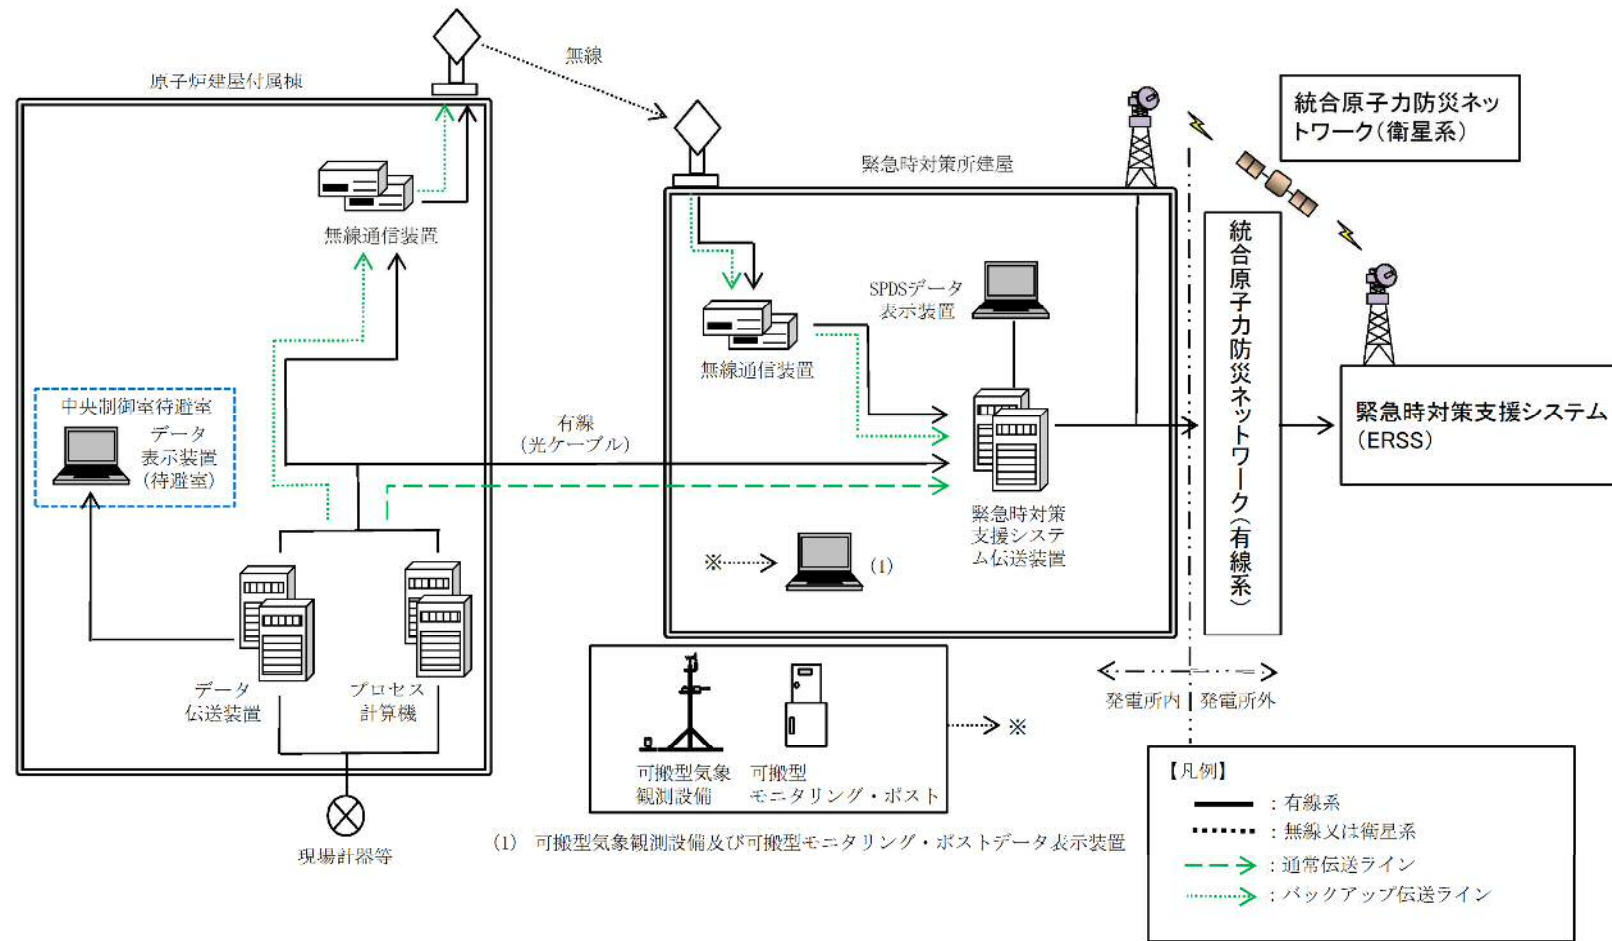 無線
原子炉建屋付属棟
統合原子力防災ネッ
トワーク(衛星系)
緊急時対策所建屋
無線通信装置
SPDSデータ
表示装置
無線通信装置
統合原子力防災ネットワーク(有線系)
中央制御室待避室
データ
表示装置
(待避室)
有線
(光ケーブル)
緊急時対策支援システム
(ERSS)
緊急時対策
支援システ
ム伝送装置
※
(1)
データ
伝送装置
プロセス
計算機
発電所内
発電所外
※
可搬型気象
観測設備
可搬型
モニタリング・ポスト
現場計器等
(1) 可搬型気象観測設備及び可搬型モニタリング・ポストデータ表示装置
【凡例】
:有線系
:無線又は衛星系
:通常伝送ライン
:バックアップ伝送ライン